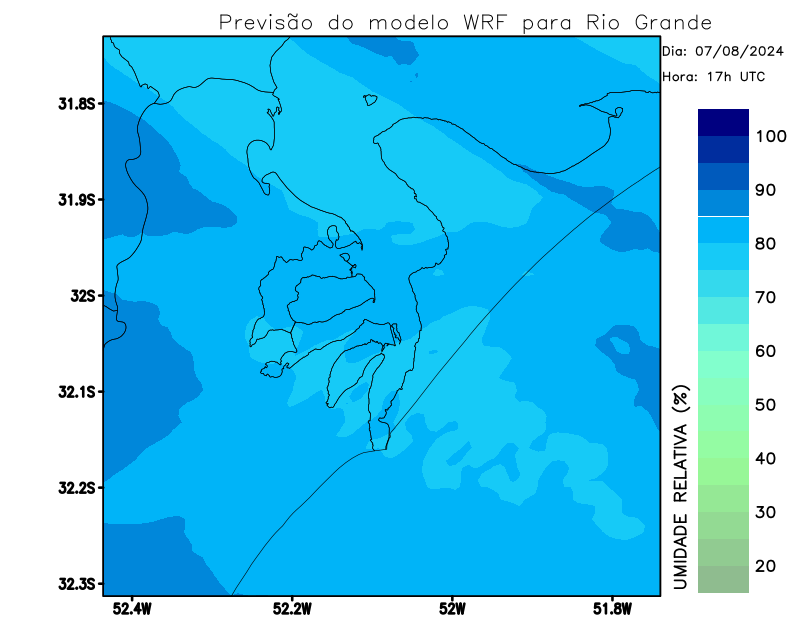 Previsão do modelo WRF para Rio Grande
Dia: 07/08/2024
Hora: 17h UTC
31.8S
31.9S
32S
32.1S
32.2S
32.3S
52.4W
52.2W
52W
51.8W
100
90
80
70
60
50
40
30
20
UMIDADE RELATIVA (%)